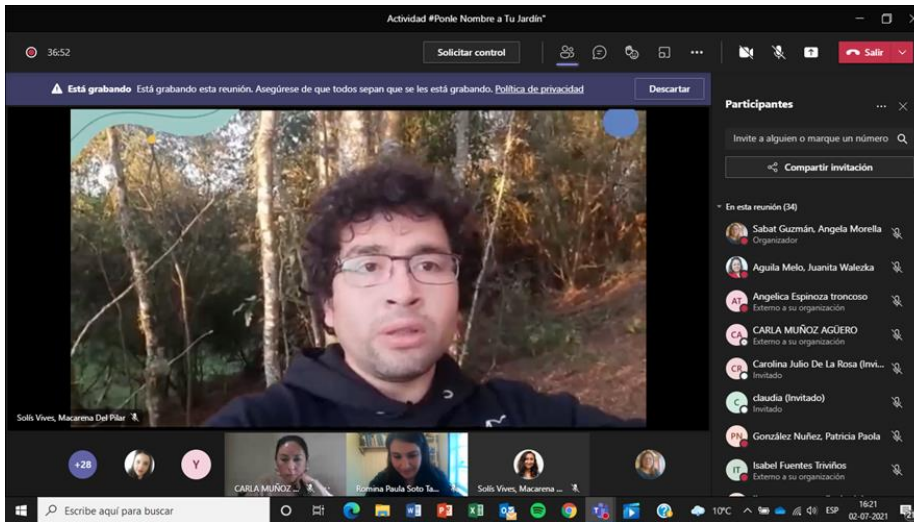 Actividad #Ponle Nombre a Tu Jardín"
36:52
Solicitar control
Salir
Está grabando Está grabando esta reunión. Asegúrese de que todos sepan que se les está grabando. Política de privacidad
Descartar
Participantes
Invite a alguien o marque un número
Compartir invitación
En esta reunión (34)
Sabat Guzmán, Angela Morella
Organizador
Aguila Melo, Juanita Walezka
AT
Angelica Espinoza troncoso
Externo a su organización
CA
CARLA MUÑOZ AGÜERO
Externo a su organización
CR
Carolina Julio De La Rosa (Invi...
Invitado
C
claudia (Invitado)
Invitado
PN
González Nuñez, Patricia Paola
IT
Isabel Fuentes Triviños
Externo a su organización
Solís Vives, Macarena Del Pilar
+28
Y
CARLA MUÑOZ ...
Romina Paula Soto Ta...
Solís Vives, Macarena ...
Escribe aquí para buscar
10°C
ESP
16:21
02-07-2021